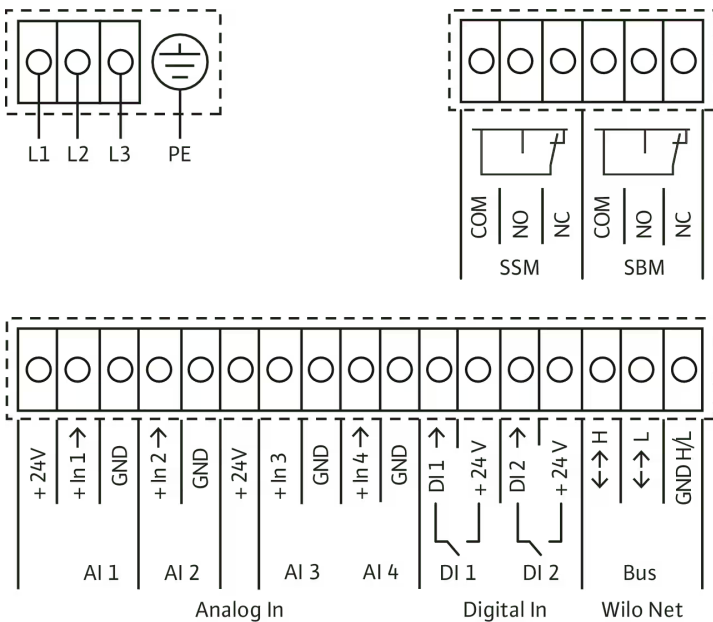 L1 L2 L3 PE
COM NO NC COM NO NC
SSM SBM
+ 24V + In 1 → GND + In 2 → GND + 24V + In 3 GND + In 4 → GND DI 1 → + 24 V DI 2 → + 24 V ↔ H ↔ L GND H/L
AI 1 AI 2 AI 3 AI 4 DI 1 DI 2 Bus
Analog In Digital In Wilo Net